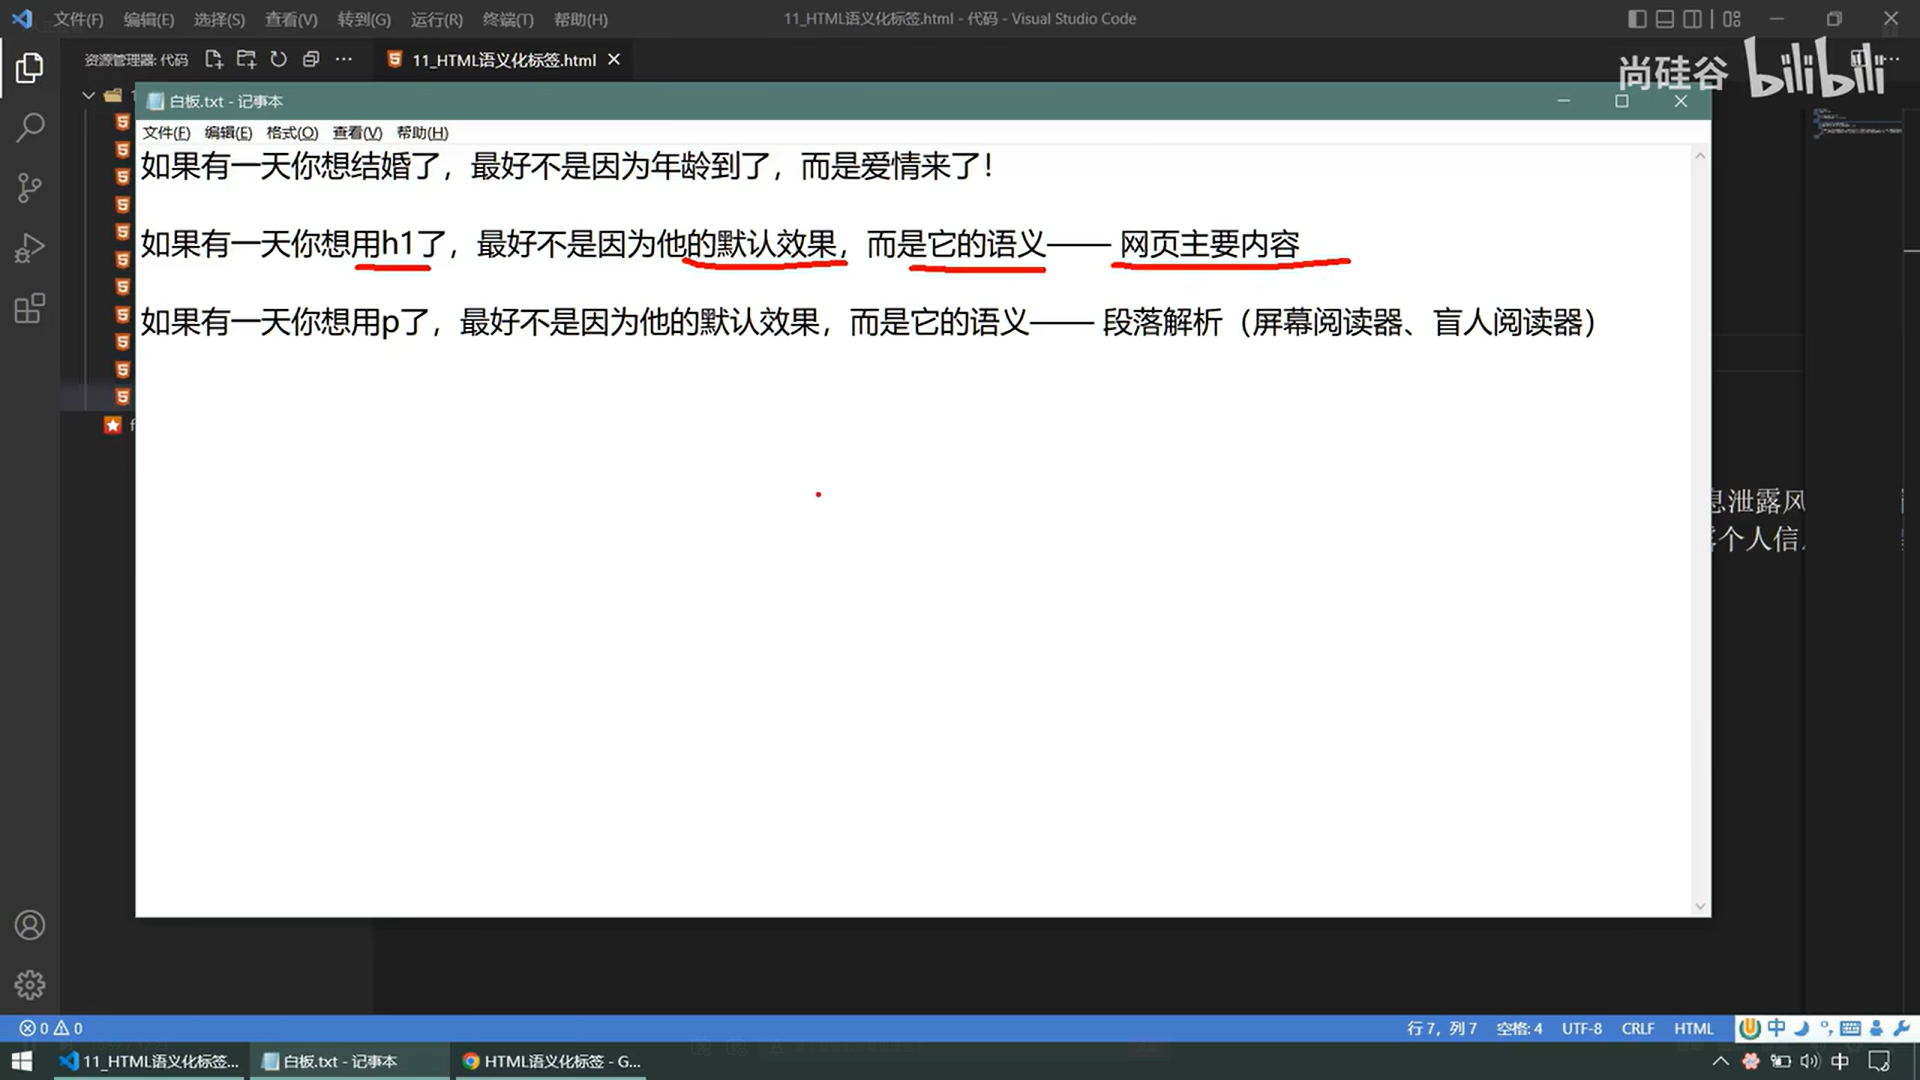 文件(F) 编辑(E) 选择(S) 查看(V) 转到(G) 运行(R) 终端(T) 帮助(H) 11_HTML语义化标签.html - 代码 - Visual Studio Code
资源管理器: 代码 11_HTML语义化标签.html
尚硅谷 bilibili
白板.txt - 记事本
文件(F) 编辑(E) 格式(O) 查看(V) 帮助(H)
如果有一天你想结婚了，最好不是因为年龄到了，而是爱情来了！
如果有一天你想用h1了，最好不是因为他的默认效果，而是它的语义—— 网页主要内容
如果有一天你想用p了，最好不是因为他的默认效果，而是它的语义—— 段落解析（屏幕阅读器、盲人阅读器）
息泄露风
个人信
0 0 行 7，列 7 空格: 4 UTF-8 CRLF HTML 中
11_HTML语义化标签... 白板.txt - 记事本 HTML语义化标签 - G... 中